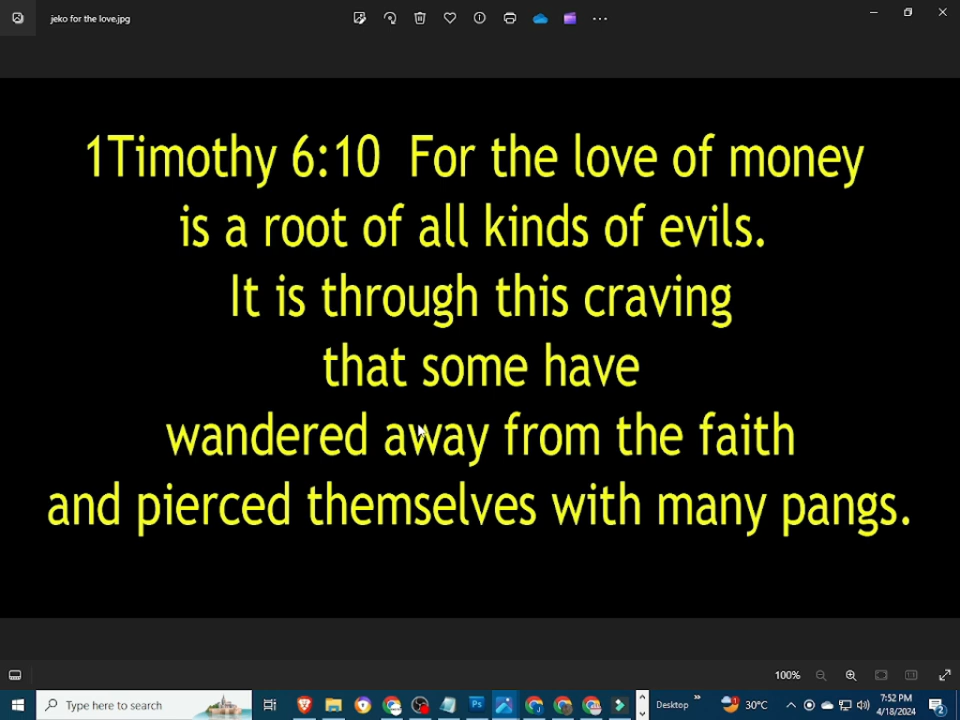 jeko for the love.jpg
1Timothy 6:10  For the love of money
is a root of all kinds of evils.
It is through this craving
that some have
wandered away from the faith
and pierced themselves with many pangs.
100%
Type here to search
Desktop
30°C
7:52 PM
4/18/2024
2